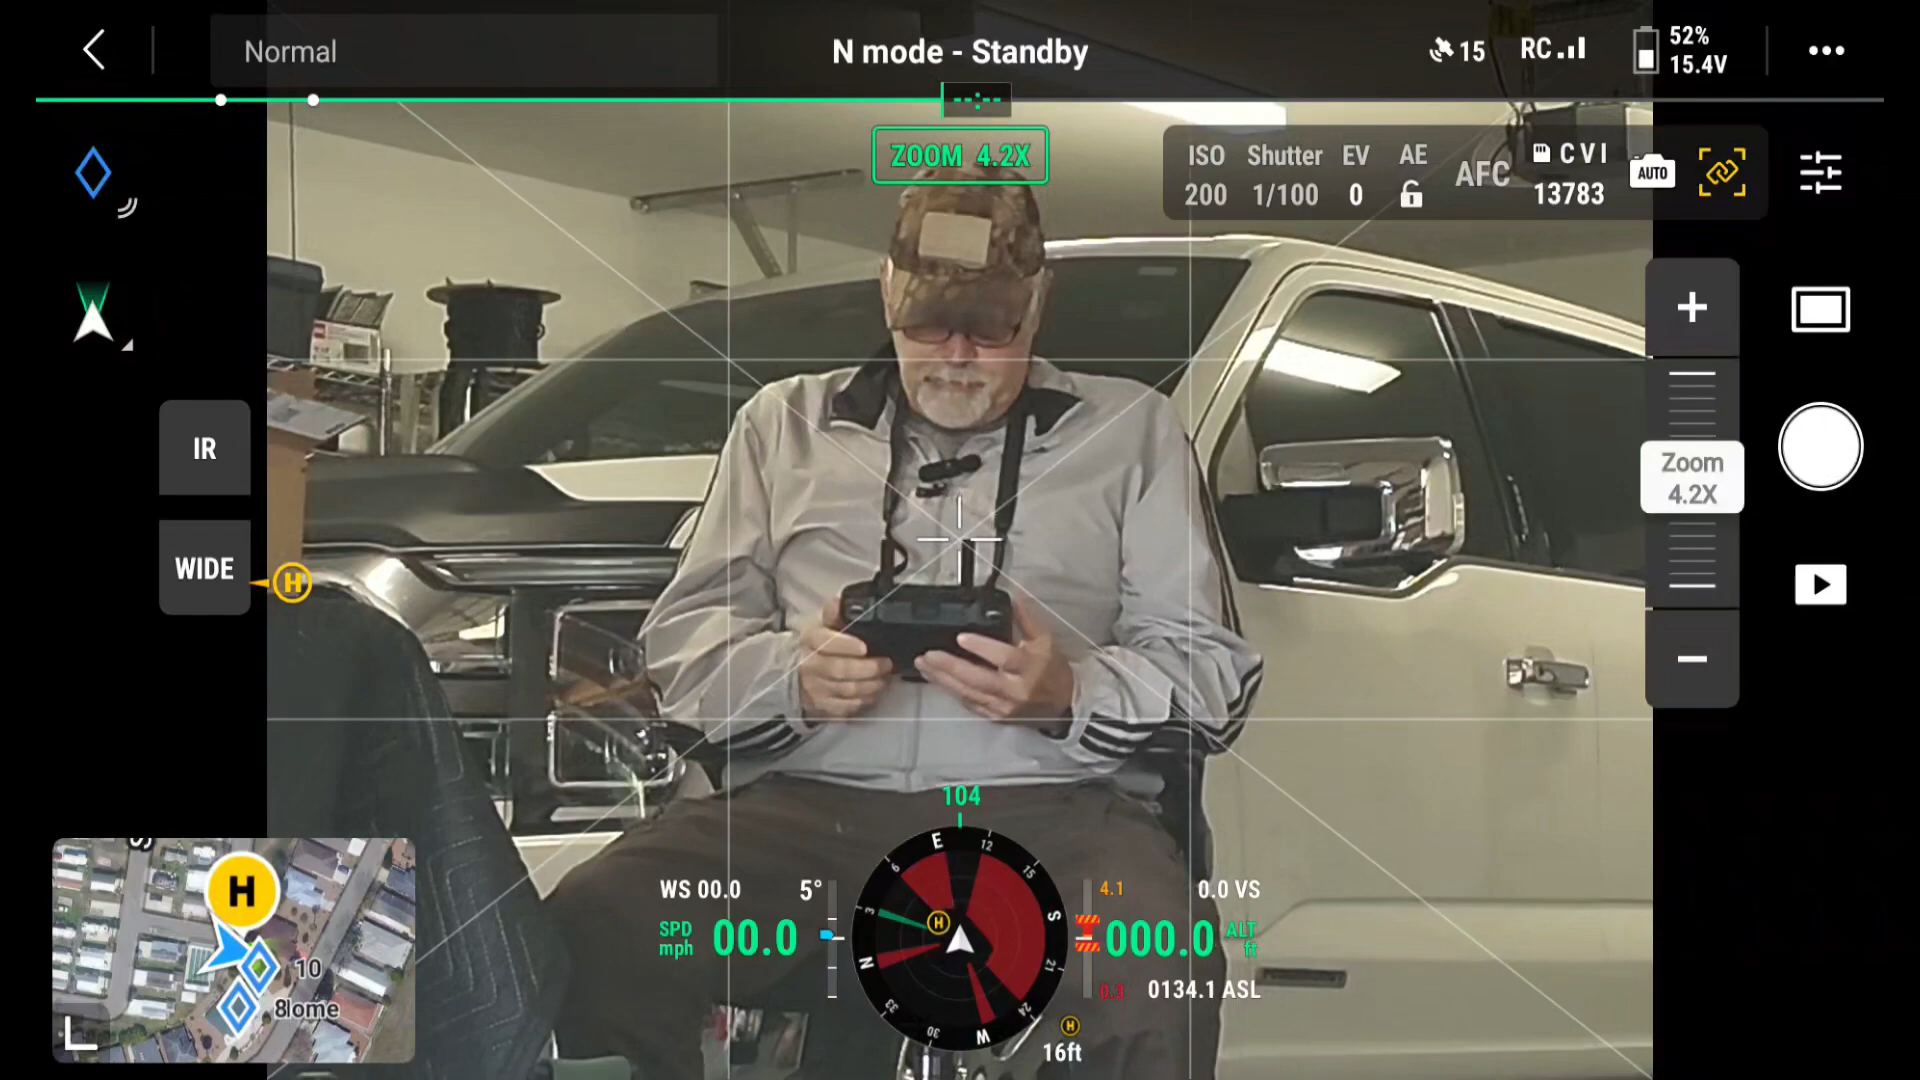 Normal
N mode - Standby
15
RC
52%
15.4V
--:--
ZOOM 4.2X
ISO
200
Shutter
1/100
EV
0
AE
AFC
CVI
13783
AUTO
IR
WIDE
H
+
Zoom
4.2X
−
104
WS 00.0
5°
SPD
mph
00.0
E
12
15
S
21
24
W
30
33
N
3
6
H
4.1
0.0 VS
000.0
ALT
ft
0.3
0134.1 ASL
H
16ft
S
H
10
8
lome
L